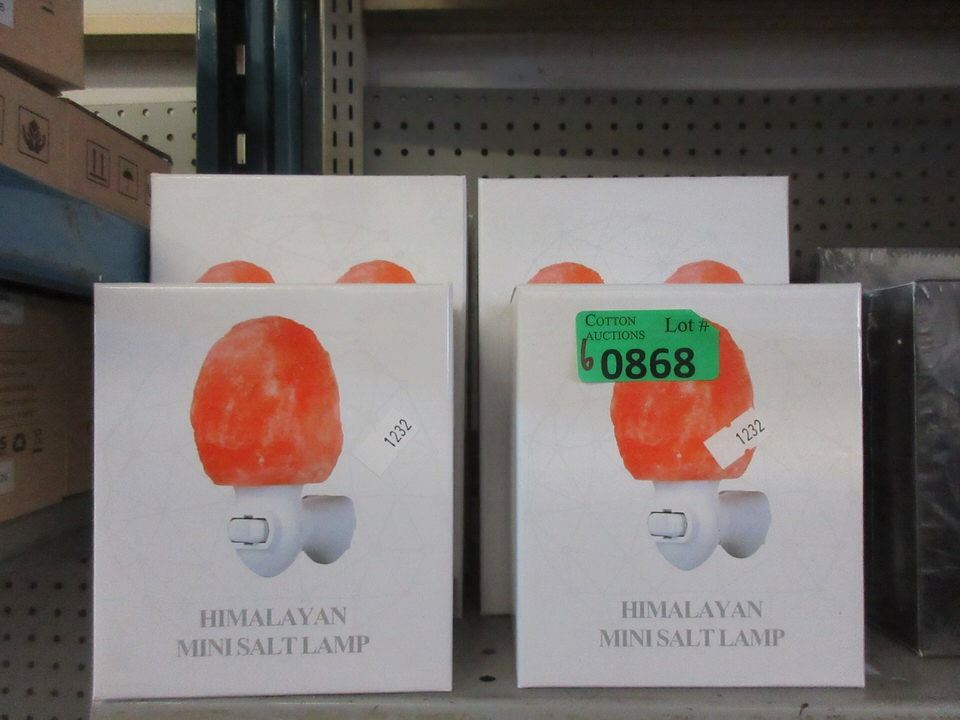 HIMALAYAN
MINI SALT LAMP
1232
COTTON
AUCTIONS
Lot #
6
0868
1232
HIMALAYAN
MINI SALT LAMP